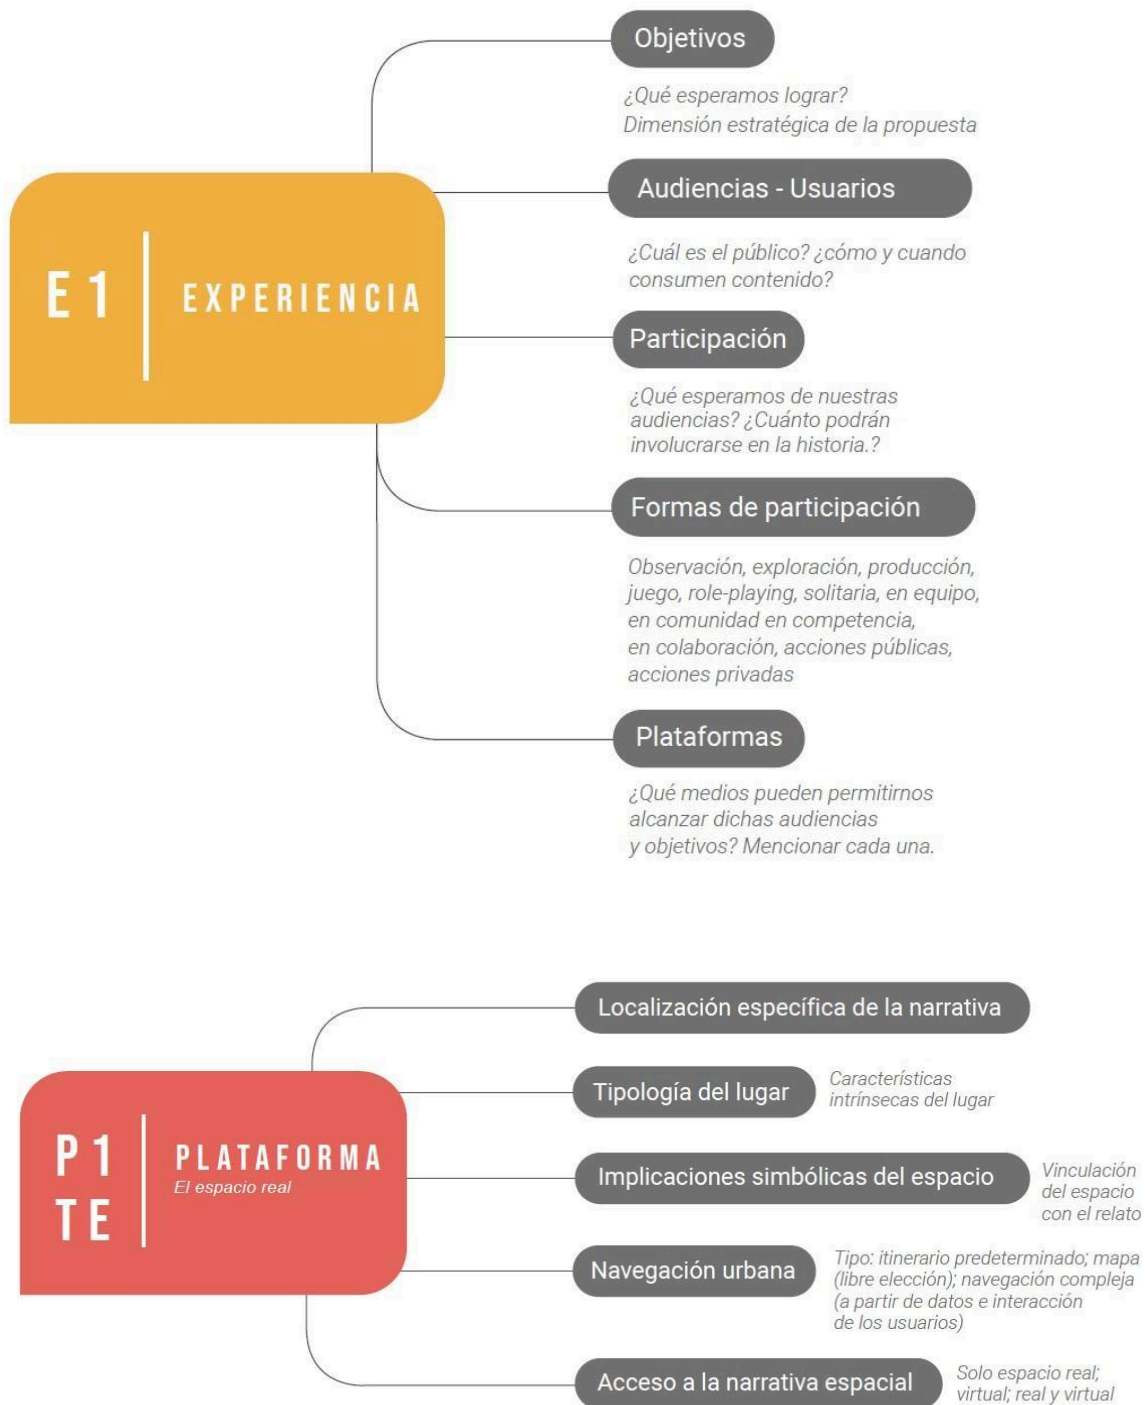 Objetivos
¿Qué esperamos lograr?
Dimensión estratégica de la propuesta
Audiencias - Usuarios
¿Cuál es el público? ¿cómo y cuando
consumen contenido?
E 1
EXPERIENCIA
Participación
¿Qué esperamos de nuestras
audiencias? ¿Cuánto podrán
involucrarse en la historia.?
Formas de participación
Observación, exploración, producción,
juego, role-playing, solitaria, en equipo,
en comunidad en competencia,
en colaboración, acciones públicas,
acciones privadas
Plataformas
¿Qué medios pueden permitirnos
alcanzar dichas audiencias
y objetivos? Mencionar cada una.
Localización específica de la narrativa
Tipología del lugar
Características
intrínsecas del lugar
P1
TE
PLATAFORMA
El espacio real
Implicaciones simbólicas del espacio
Vinculación
del espacio
con el relato
Navegación urbana
Tipo: itinerario predeterminado; mapa
(libre elección); navegación compleja
(a partir de datos e interacción
de los usuarios)
Acceso a la narrativa espacial
Solo espacio real;
virtual; real y virtual